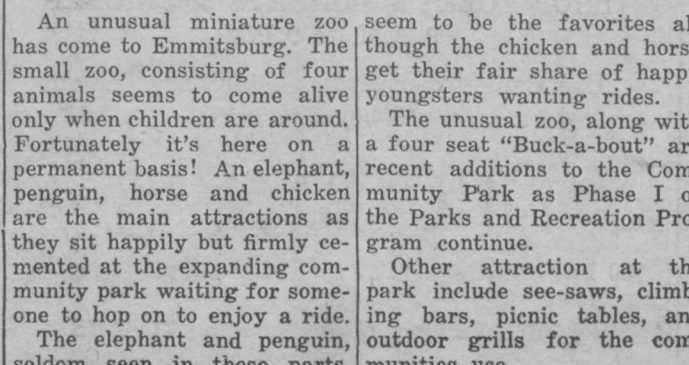 An unusual miniature zoo
has come to Emmitsburg. The
small zoo, consisting of four
animals seems to come alive
only when children are around.
Fortunately it's here on a
permanent basis! An elephant,
penguin, horse and chicken
are the main attractions as
they sit happily but firmly ce-
mented at the expanding com-
munity park waiting for some-
one to hop on to enjoy a ride.
The elephant and penguin,
seldom seen in these parts,
seem to be the favorites al
though the chicken and hors
get their fair share of happ
youngsters wanting rides.
The unusual zoo, along wit
a four seat "Buck-a-bout" ar
recent additions to the Com
munity Park as Phase I o
the Parks and Recreation Pro
gram continue.
Other attraction at th
park include see-saws, climb
ing bars, picnic tables, an
outdoor grills for the com
munities use.